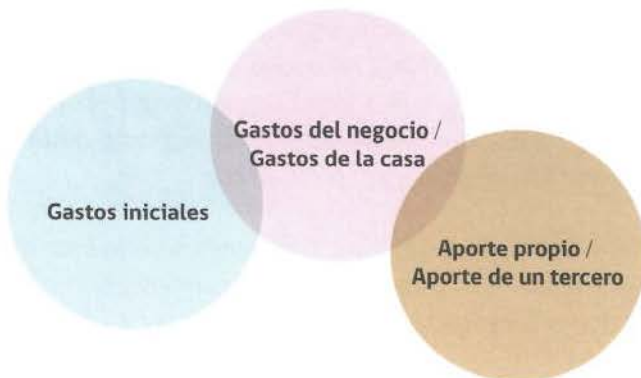 Gastos iniciales
Gastos del negocio /
Gastos de la casa
Aporte propio /
Aporte de un tercero